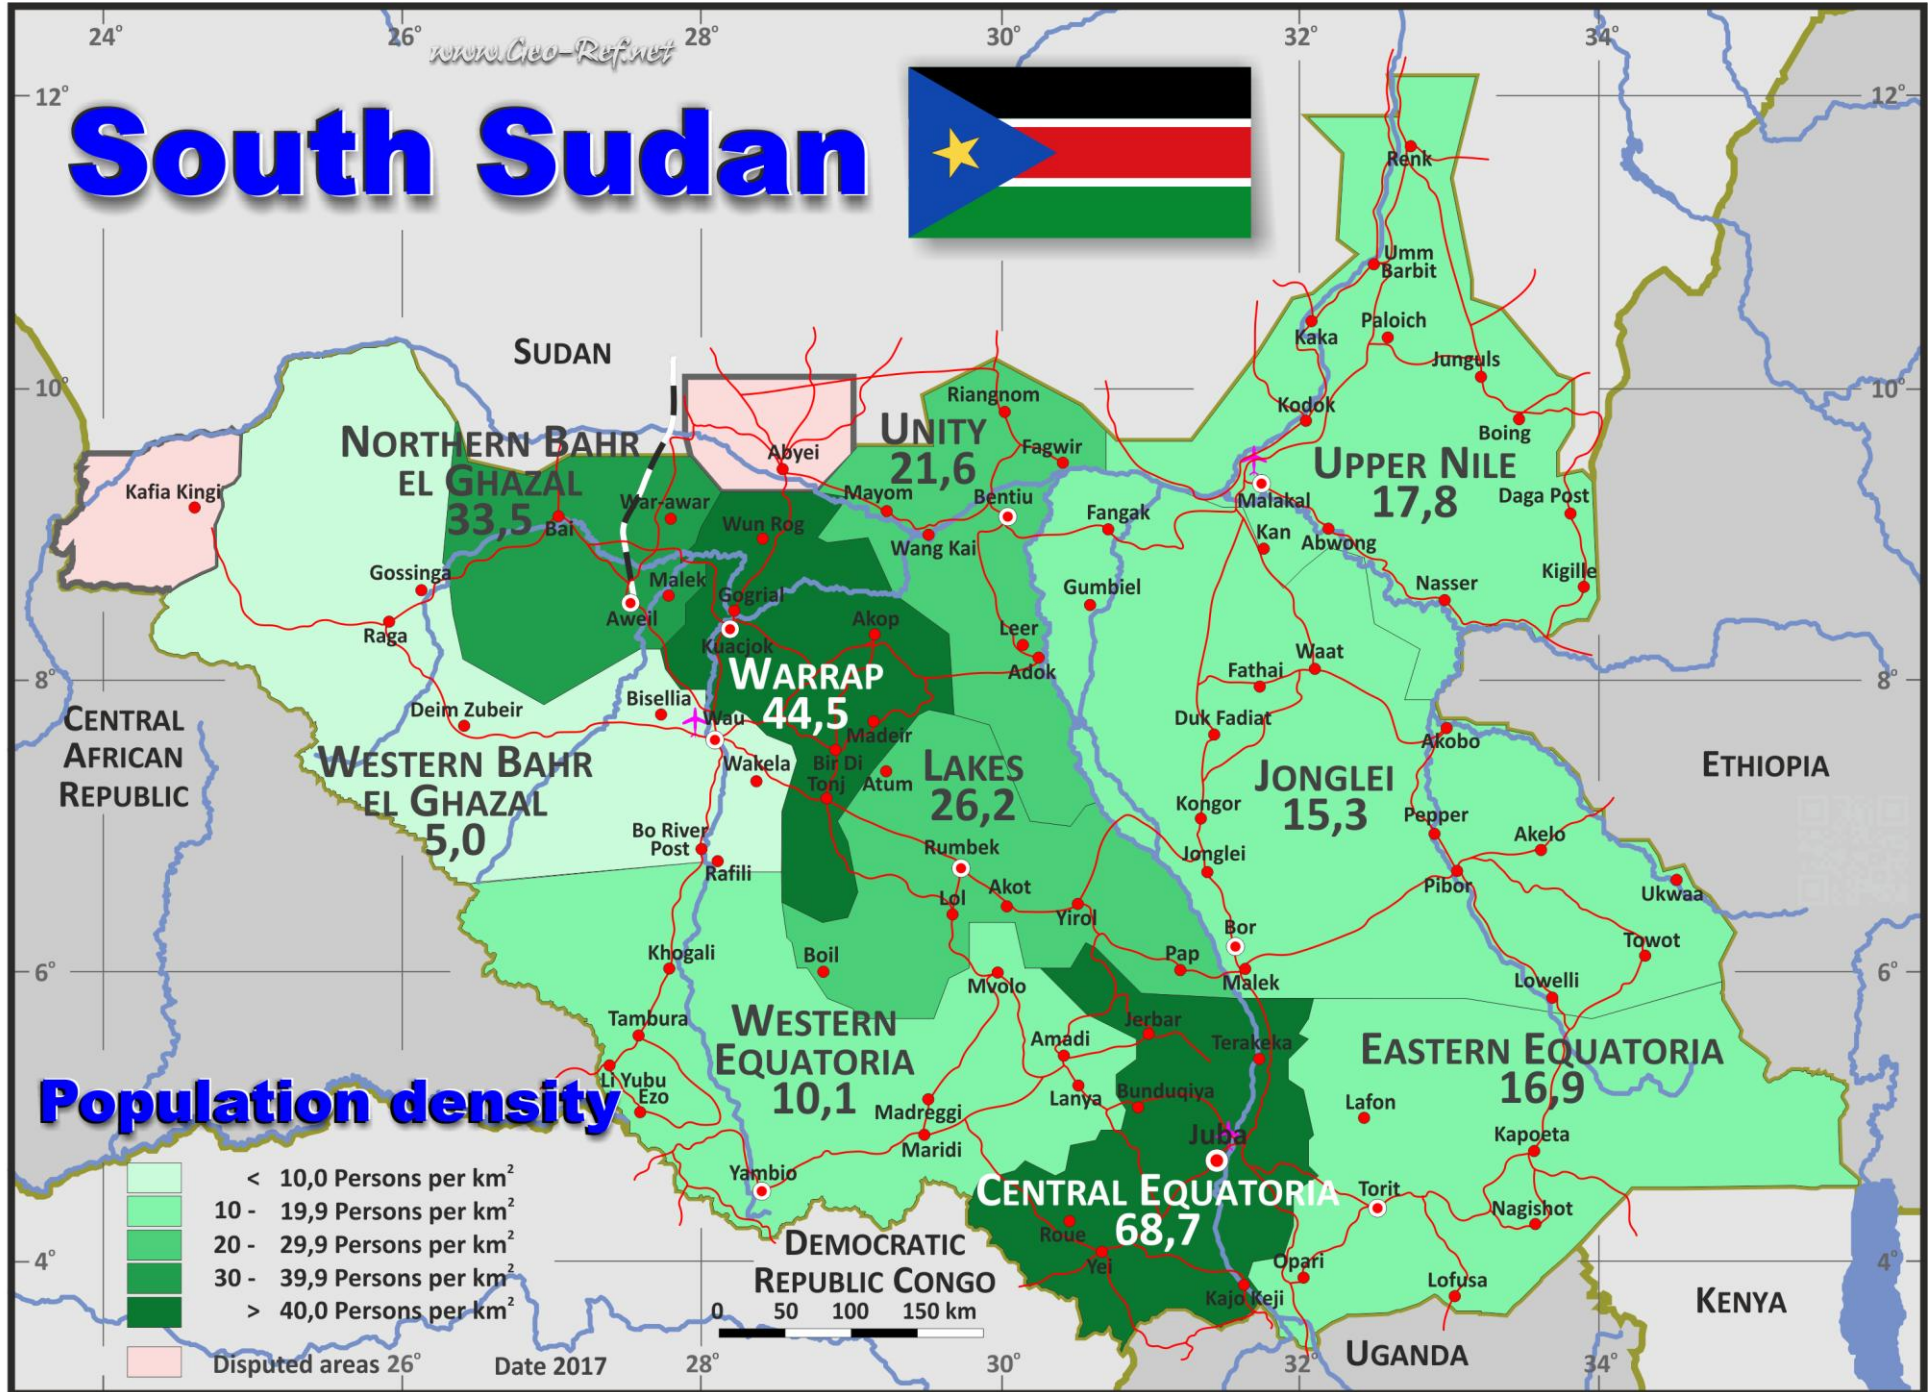 24°
26°
28°
30°
32°
34°
www.Geo-Ref.net
12°
12°
South Sudan
Renk
Umm
Barbit
Kaka
Paloich
Junguls
SUDAN
10°
10°
Riangnom
Kodok
Boing
NORTHERN BAHR
EL GHAZAL
33,5
UNITY
21,6
Abyei
Fagwir
UPPER NILE
17,8
Kafia Kingi
War-awar
Bai
Wun Rog
Mayom
Bentiu
Wang Kai
Fangak
Malakal
Kan
Abwong
Daga Post
Gossinga
Malek
Gogrial
Gumbiel
Nasser
Kigille
Raga
Aweil
Kuacjok
Akop
Leer
Adok
Waat
Fathai
8°
8°
WARRAP
44,5
Bisellia
Deim Zubeir
Wau
Madeir
Duk Fadiat
Akobo
CENTRAL
AFRICAN
REPUBLIC
WESTERN BAHR
EL GHAZAL
5,0
Wakela
Bir Di
Tonj
Atum
LAKES
26,2
JONGLEI
15,3
ETHIOPIA
Kongor
Pepper
Akelo
Bo River
Post
Rafili
Rumbek
Jonglei
Pibor
Ukwaa
Lol
Akot
Yirol
Bor
Khogali
Boil
Pap
Malek
Towot
6°
6°
Mvolo
Lowelli
Tambura
WESTERN
EQUATORIA
10,1
Amadi
Jerbar
Terakeka
EASTERN EQUATORIA
16,9
Li Yubu
Ezo
Population density
Madreggi
Maridi
Lanya
Bunduqiya
Lafon
Juba
Kapoeta
Yambio
CENTRAL EQUATORIA
68,7
Torit
Nagishot
< 10,0 Persons per km²
10 - 19,9 Persons per km²
20 - 29,9 Persons per km²
30 - 39,9 Persons per km²
> 40,0 Persons per km²
Disputed areas
Date 2017
DEMOCRATIC
REPUBLIC CONGO
0 50 100 150 km
Roue
Yei
Kajo Keji
Opari
Lofusa
4°
4°
KENYA
UGANDA
26°
28°
30°
32°
34°